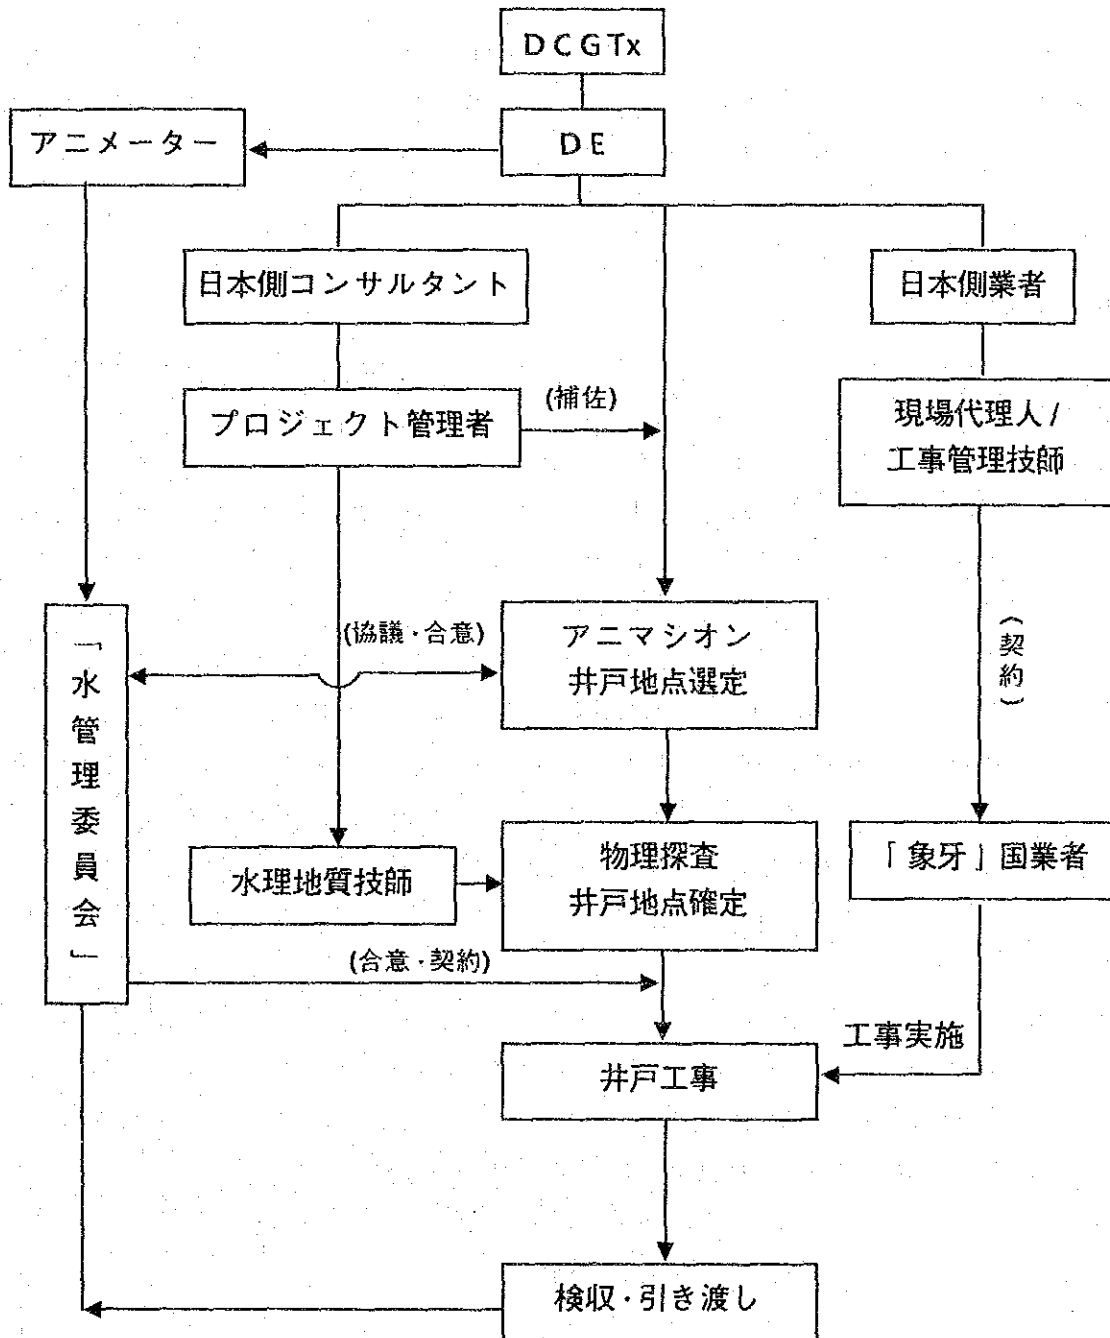 DCGTx
アニメーター
DE
日本側コンサルタント
日本側業者
プロジェクト管理者
(補佐)
現場代理人/
工事管理技師
「水管理委員会」
(協議・合意)
アニマシオン
井戸地点選定
(契約)
水理地質技師
物理探査
井戸地点確定
「象牙」国業者
(合意・契約)
工事実施
井戸工事
検収・引き渡し